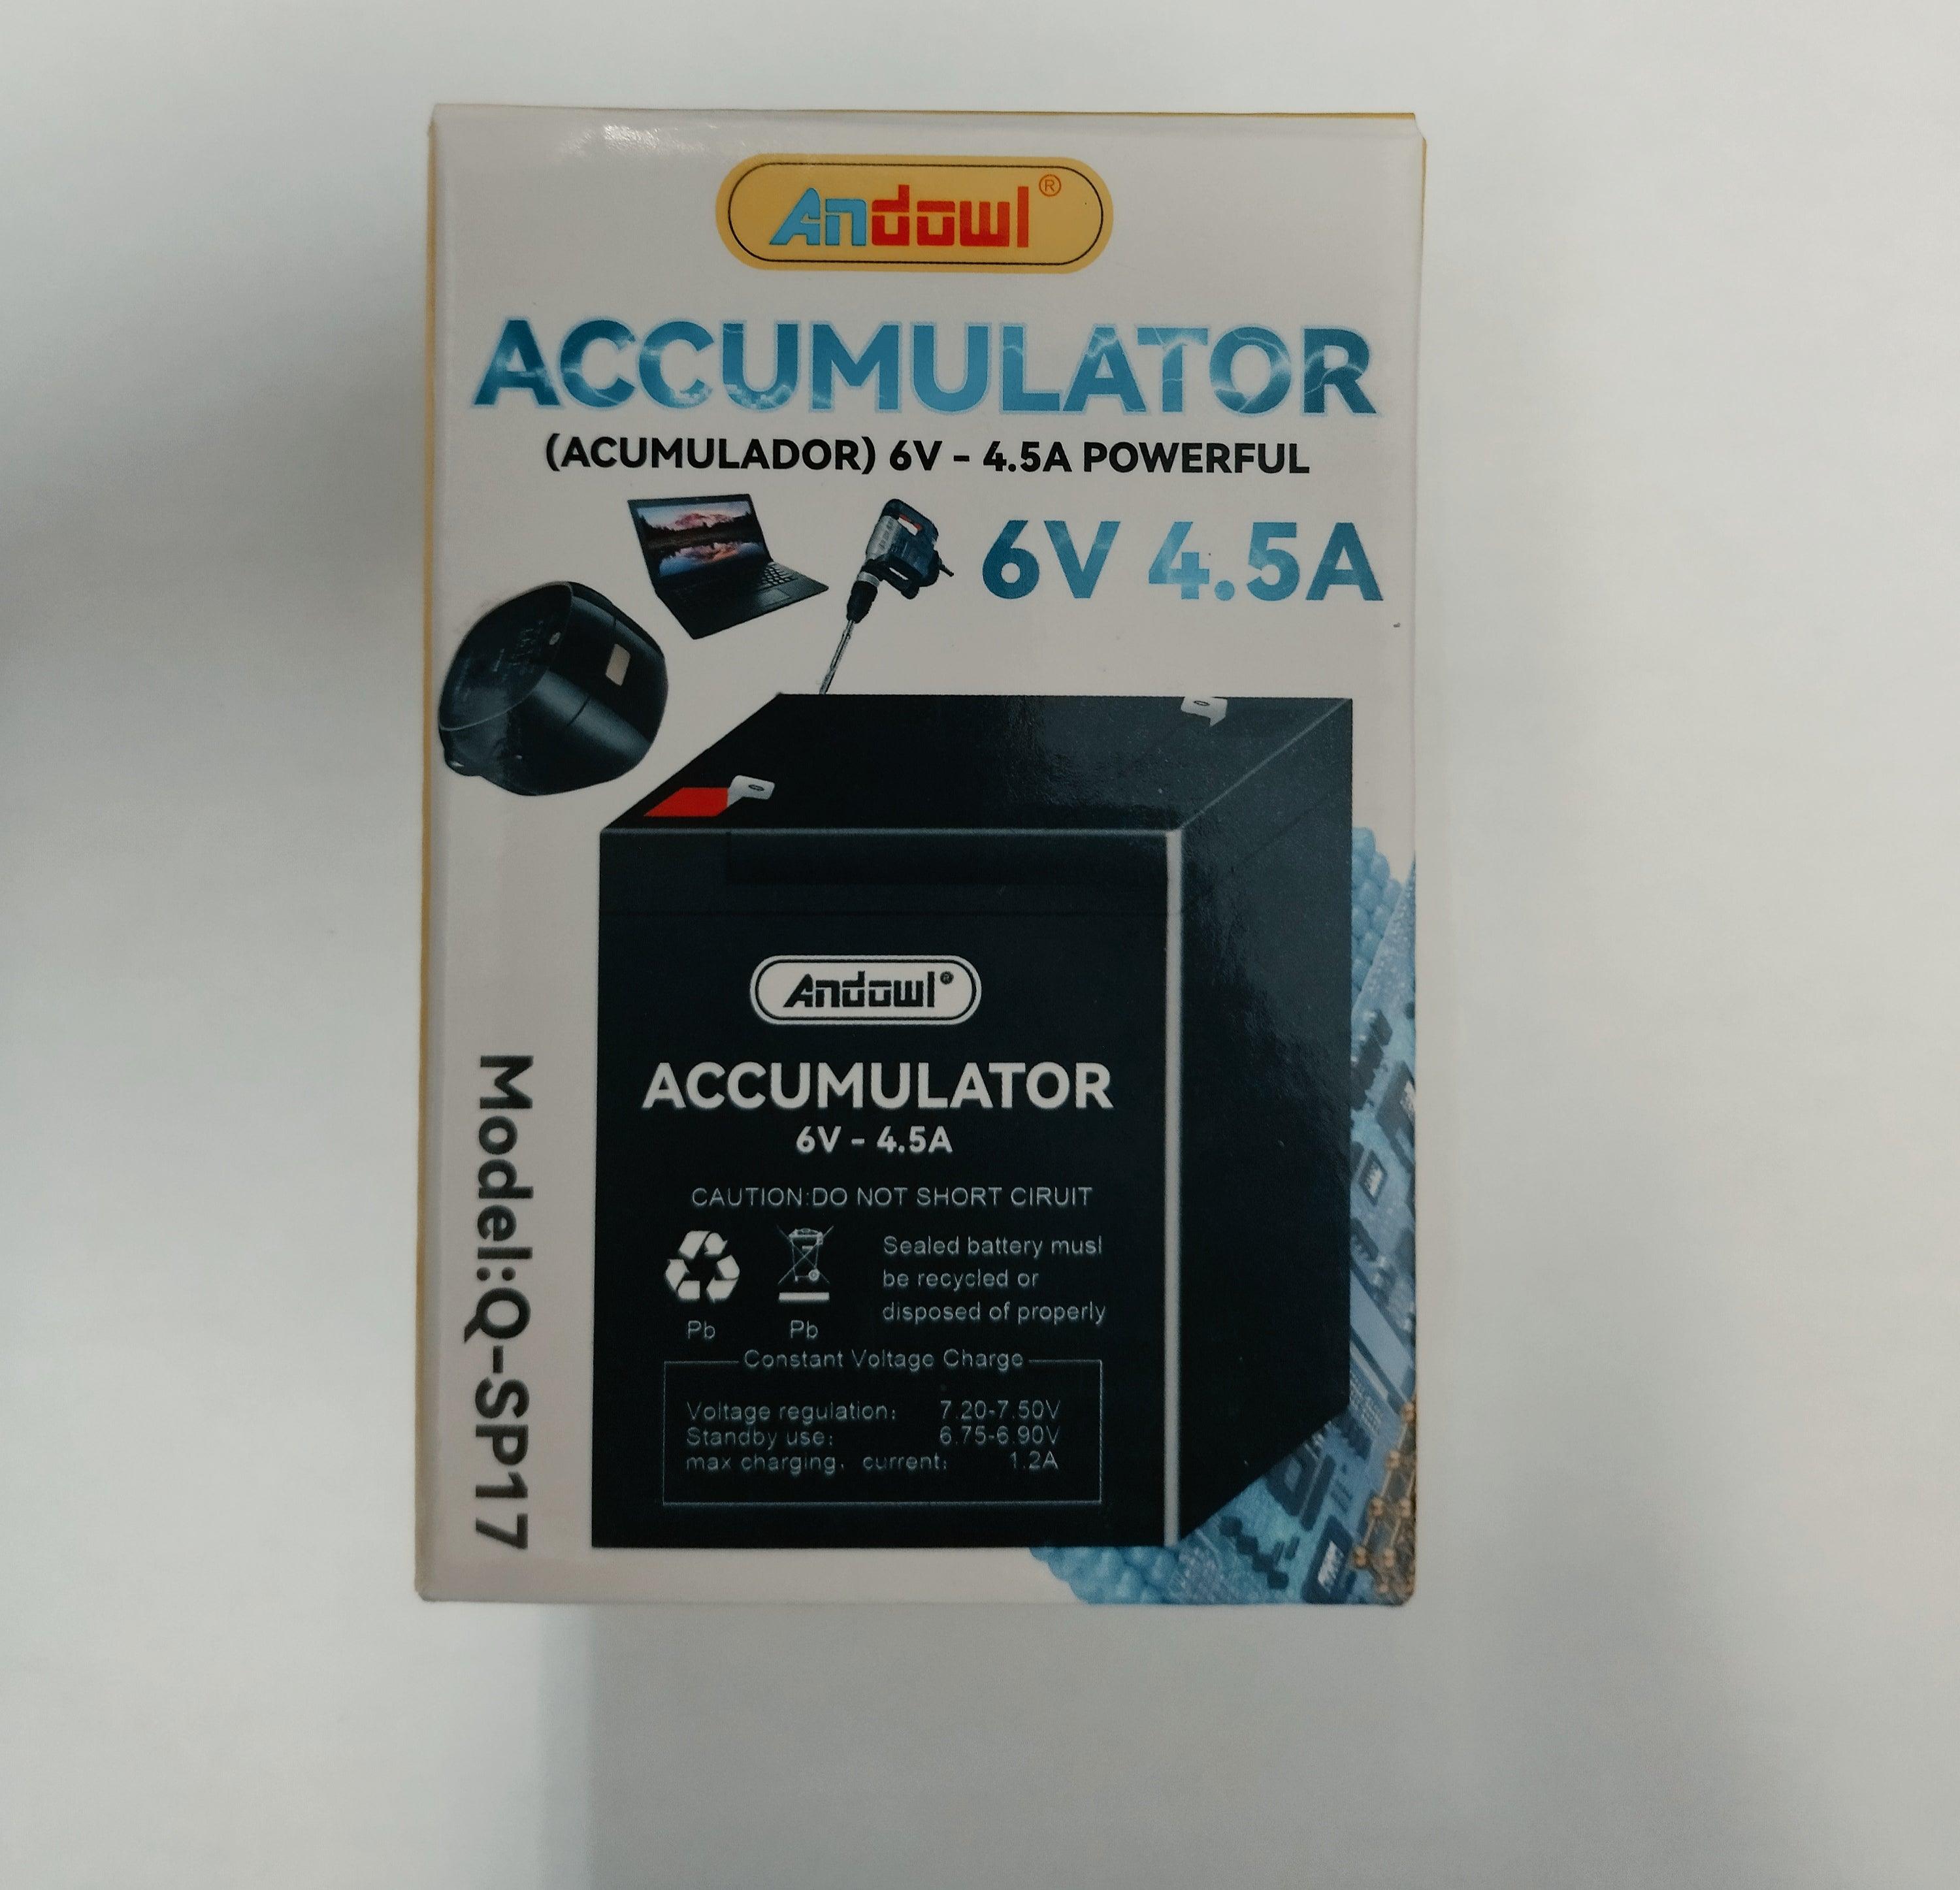 Andowl®
ACCUMULATOR
(ACUMULADOR) 6V - 4.5A POWERFUL
6V 4.5A
Andowl®
ACCUMULATOR
6V - 4.5A
CAUTION:DO NOT SHORT CIRUIT
Sealed battery musl
be recycled or
disposed of properly
Pb
Pb
Constant Voltage Charge
Voltage regulation: 7.20-7.50V
Standby use: 6.75-6.90V
max charging, current: 1.2A
Model:Q-SP17